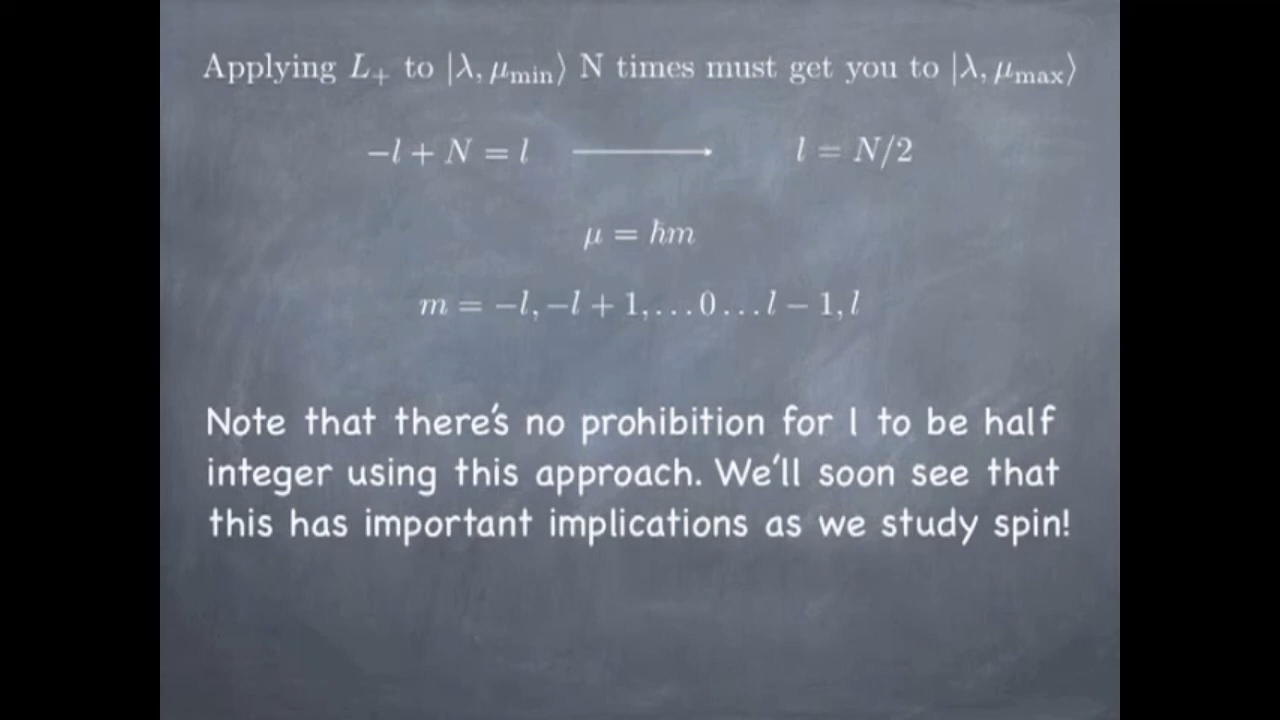 Applying L₊ to |λ, μ_min⟩ N times must get you to |λ, μ_max⟩
−l + N = l ⟶ l = N/2
μ = ħm
m = −l, −l + 1, . . . 0 . . . l − 1, l
Note that there's no prohibition for l to be half
integer using this approach. We'll soon see that
this has important implications as we study spin!